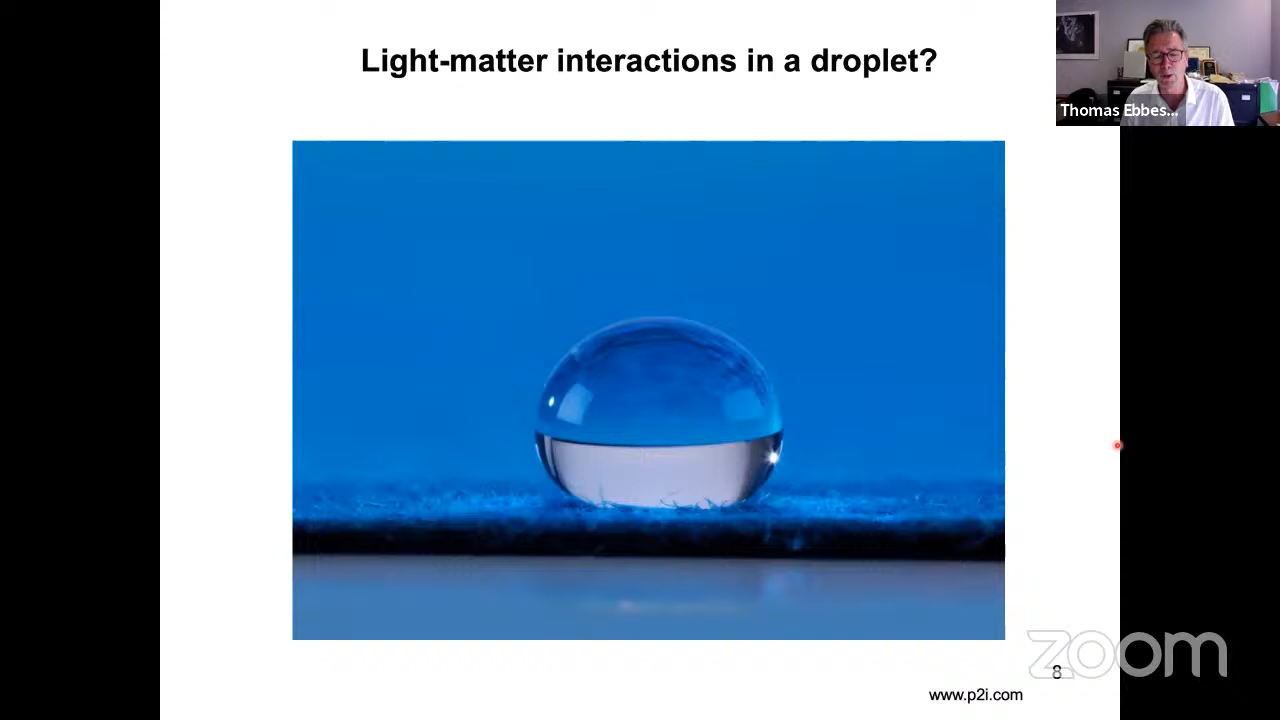 Light-matter interactions in a droplet?
Thomas Ebbes...
zoom
8
www.p2i.com